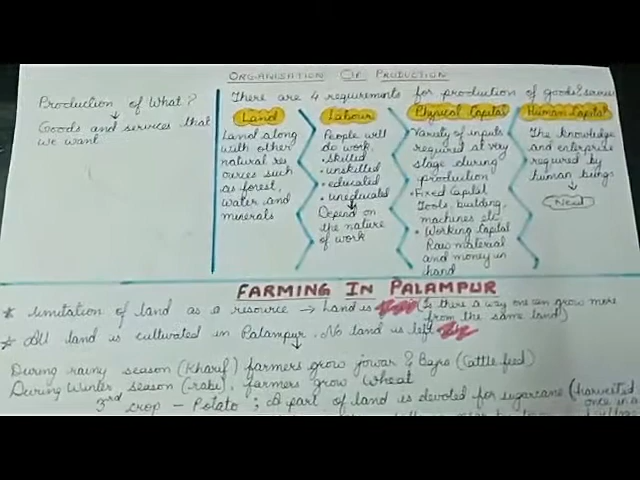 ORGANISATION OF PRODUCTION
Production of What?
Goods and services that
we want
There are 4 requirements for production of goods & services
Land
Land along
with other
natural res
ources such
as forest,
water and
minerals
Labour
People will
do work.
• skilled
• unskilled
• educated
• uneducated
Depend on
the nature
of work
Physical Capital
Variety of inputs
required at very
stage during
production
• Fixed Capital
Tools, building,
machines etc
• Working Capital
Raw material
and money in
hand
Human Capital
The knowledge
and enterprise
required by
human beings
Need
FARMING IN PALAMPUR
* limitation of land as a resource → Land is (Is there a way one can grow more
from the same land)
* All land is cultivated in Palampur. No land is left
During rainy season (kharif) farmers grow jowar & Bajra (Cattle feed)
During Winter season (rabi), farmers grow wheat
3rd crop - Potato ; A part of land is devoted for sugarcane (harvested
once in a